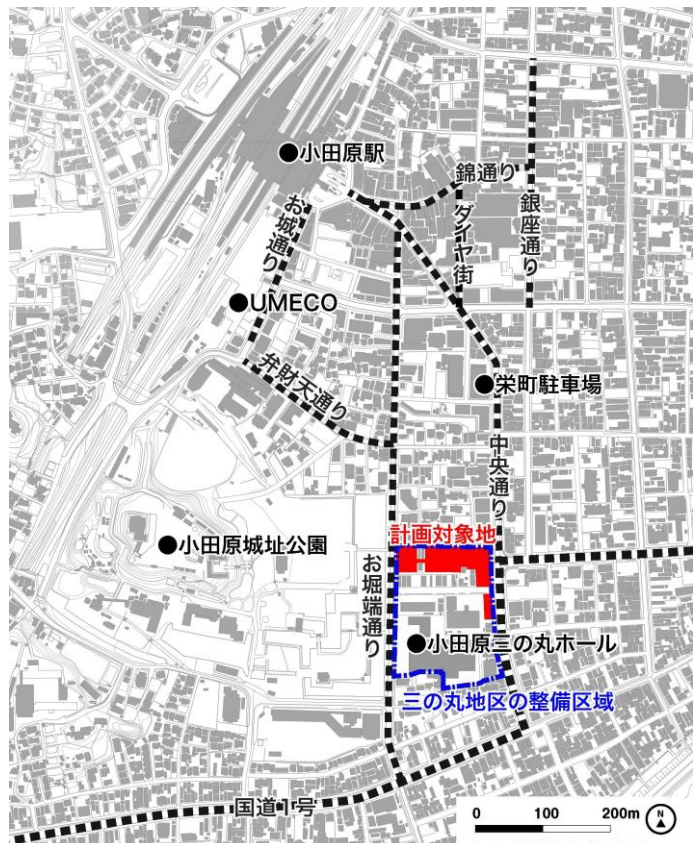 小田原駅
錦通り
お城通り
ダイヤ街
銀座通り
UMECO
弁財天通り
栄町駐車場
中央通り
計画対象地
小田原城址公園
お堀端通り
小田原三の丸ホール
三の丸地区の整備区域
国道1号
0 100 200m
N